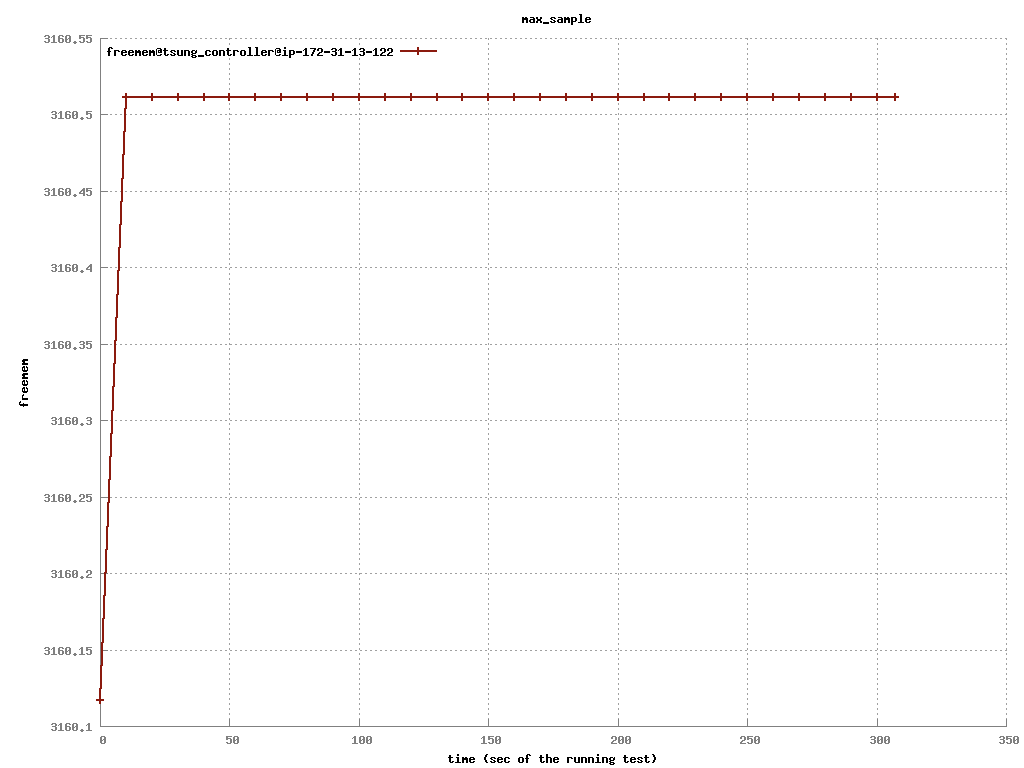 max_sample
freemem@tsung_controller@ip-172-31-13-122
3160.55
3160.5
3160.45
3160.4
3160.35
3160.3
3160.25
3160.2
3160.15
3160.1
freemem
0 50 100 150 200 250 300 350
time (sec of the running test)